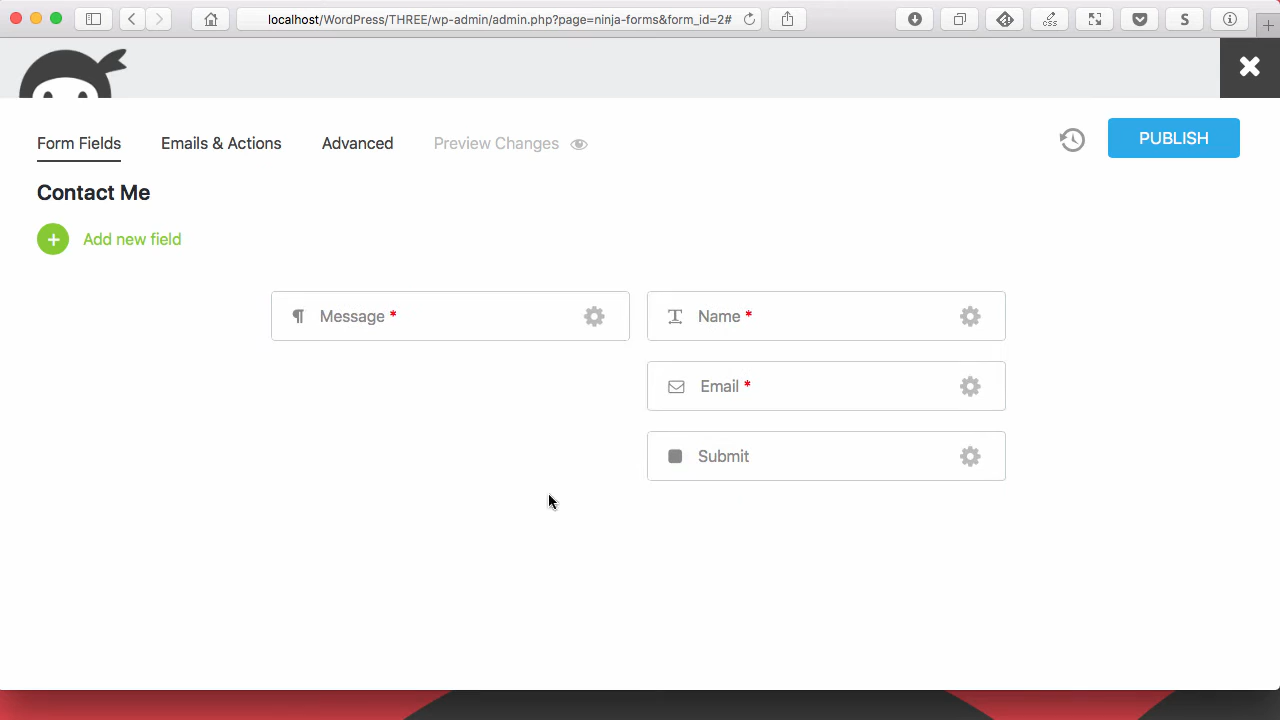 localhost/WordPress/THREE/wp-admin/admin.php?page=ninja-forms&form_id=2#
css
S
Form Fields
Emails & Actions
Advanced
Preview Changes
PUBLISH
Contact Me
+ Add new field
Message *
Name *
Email *
Submit